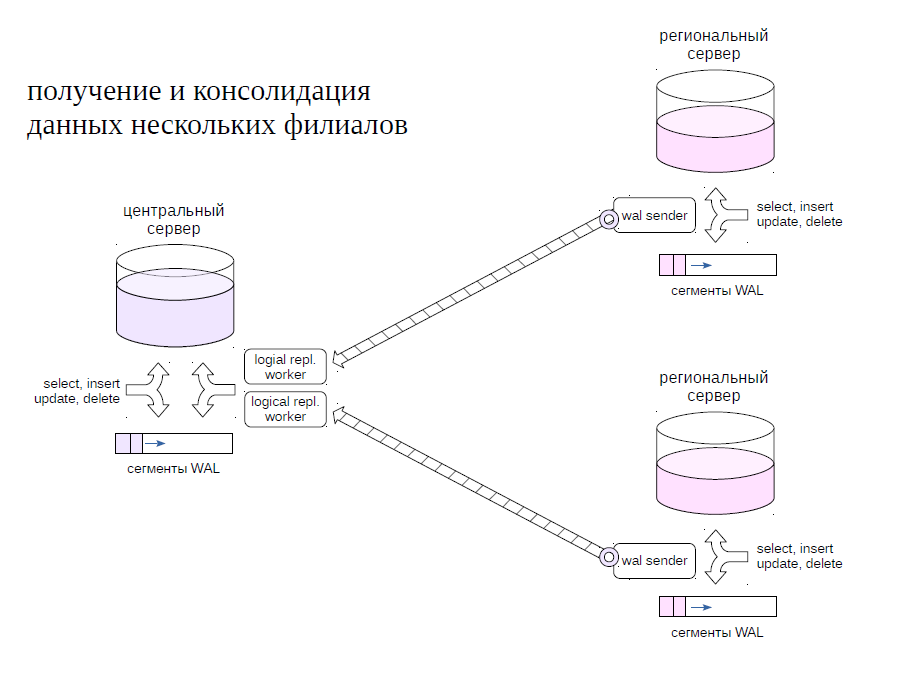 получение и консолидация
данных нескольких филиалов
региональный
сервер
wal sender
select, insert
update, delete
сегменты WAL
центральный
сервер
logial repl.
worker
logical repl.
worker
select, insert
update, delete
сегменты WAL
региональный
сервер
wal sender
select, insert
update, delete
сегменты WAL